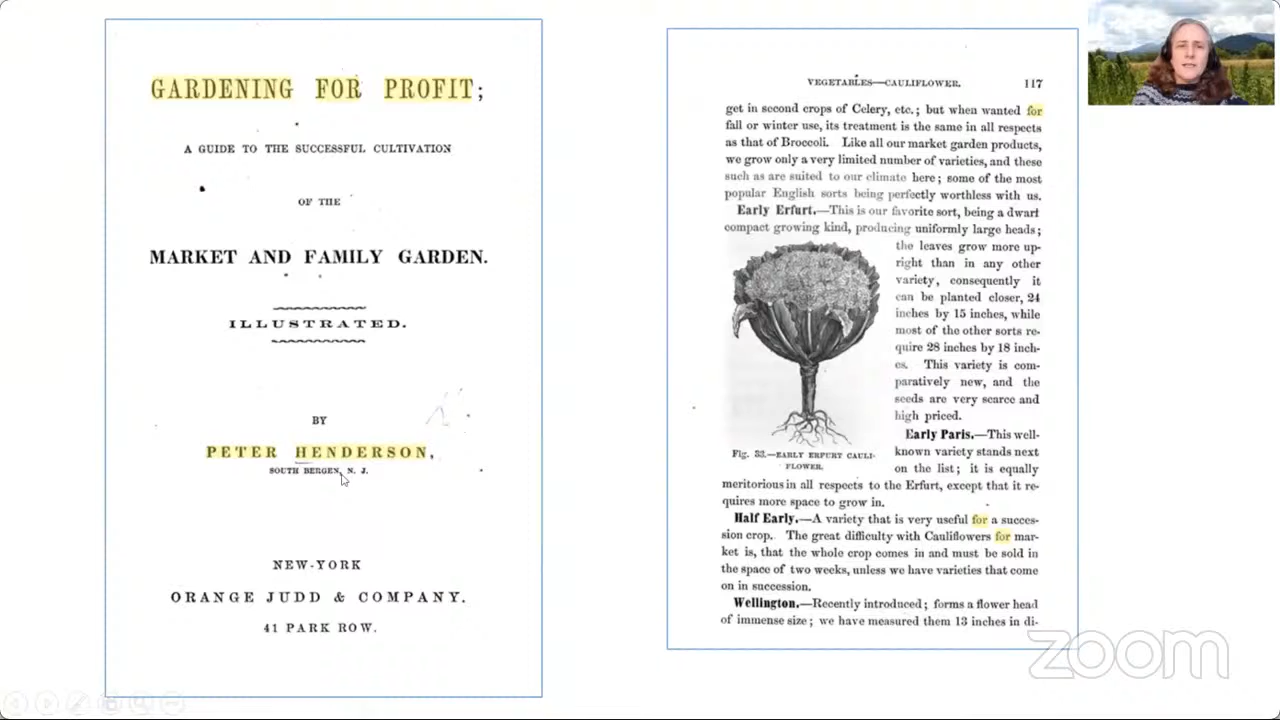 GARDENING FOR PROFIT;
A GUIDE TO THE SUCCESSFUL CULTIVATION
OF THE
MARKET AND FAMILY GARDEN.
ILLUSTRATED.
BY
PETER HENDERSON,
SOUTH BERGEN, N. J.
NEW-YORK
ORANGE JUDD & COMPANY.
41 PARK ROW.
VEGETABLES—CAULIFLOWER. 117
get in second crops of Celery, etc.; but when wanted for
fall or winter use, its treatment is the same in all respects
as that of Broccoli. Like all our market garden products,
we grow only a very limited number of varieties, and these
such as are suited to our climate here; some of the most
popular English sorts being perfectly worthless with us.
Early Erfurt.—This is our favorite sort, being a dwarf
compact growing kind, producing uniformly large heads;
the leaves grow more up-
right than in any other
variety, consequently it
can be planted closer, 24
inches by 15 inches, while
most of the other sorts re-
quire 28 inches by 18 inch-
es. This variety is com-
paratively new, and the
seeds are very scarce and
high priced.
Fig. 33.—EARLY ERFURT CAULI-
FLOWER.
Early Paris.—This well-
known variety stands next
on the list; it is equally
meritorious in all respects to the Erfurt, except that it re-
quires more space to grow in.
Half Early.—A variety that is very useful for a succes-
sion crop. The great difficulty with Cauliflowers for mar-
ket is, that the whole crop comes in and must be sold in
the space of two weeks, unless we have varieties that come
on in succession.
Wellington.—Recently introduced; forms a flower head
of immense size; we have measured them 13 inches in di-
zoom